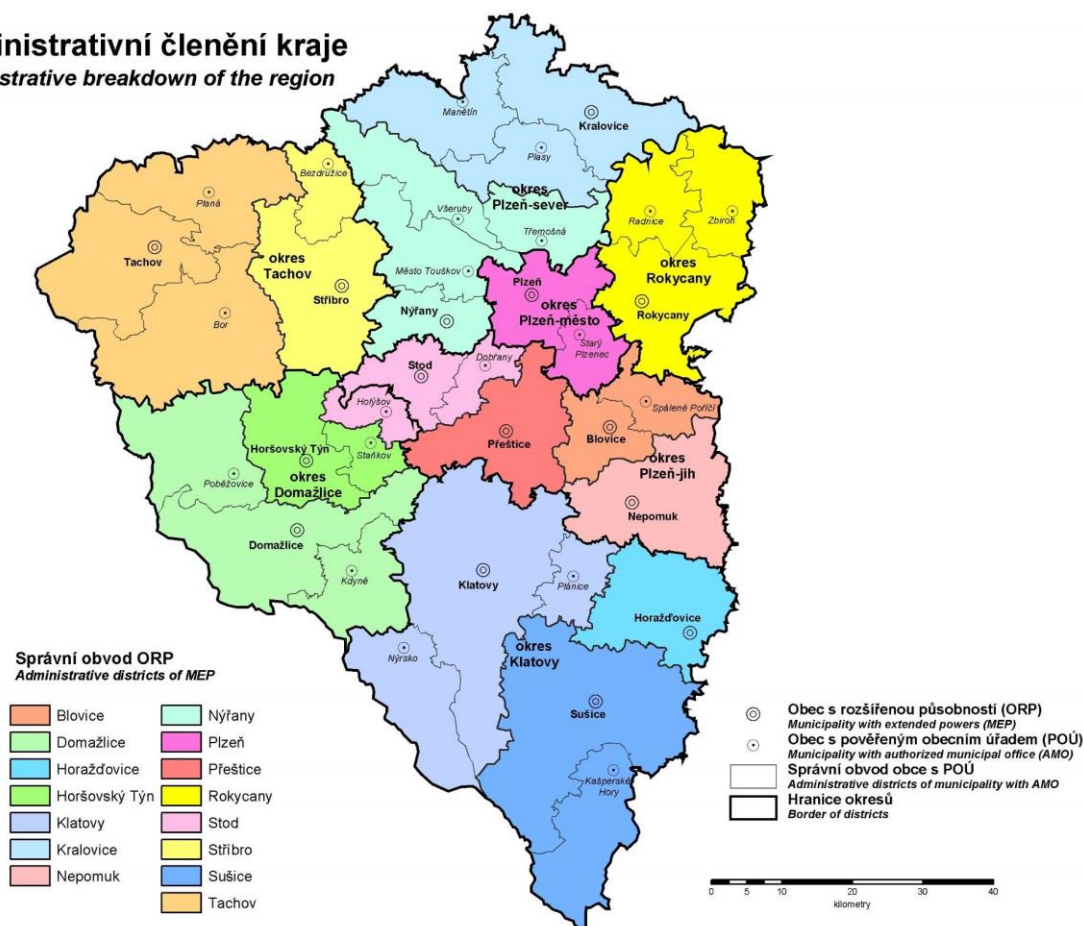 inistrativní členění kraje
strative breakdown of the region
Manětín
Kralovice
Plasy
Bezdružice
okres
Plzeň-sever
Planá
Všeruby
Radnice
Zbiroh
Třemošná
Tachov
okres
Tachov
Město Touškov
okres
Rokycany
Stříbro
Plzeň
okres
Plzeň-město
Rokycany
Bor
Nýřany
Starý
Plzenec
Stod
Dobřany
Holýšov
Spálené Poříčí
Přeštice
Blovice
Horšovský Týn
Staňkov
okres
Domažlice
okres
Plzeň-jih
Poběžovice
Nepomuk
Domažlice
Kdyně
Klatovy
Plánice
Horažďovice
okres
Klatovy
Nýrsko
Sušice
Kašperské
Hory
Správní obvod ORP
Administrative districts of MEP
Blovice
Domažlice
Horažďovice
Horšovský Týn
Klatovy
Kralovice
Nepomuk
Nýřany
Plzeň
Přeštice
Rokycany
Stod
Stříbro
Sušice
Tachov
Obec s rozšířenou působností (ORP)
Municipality with extended powers (MEP)
Obec s pověřeným obecním úřadem (POÚ)
Municipality with authorized municipal office (AMO)
Správní obvod obce s POÚ
Administrative districts of municipality with AMO
Hranice okresů
Border of districts
0 5 10 20 30 40
kilometry